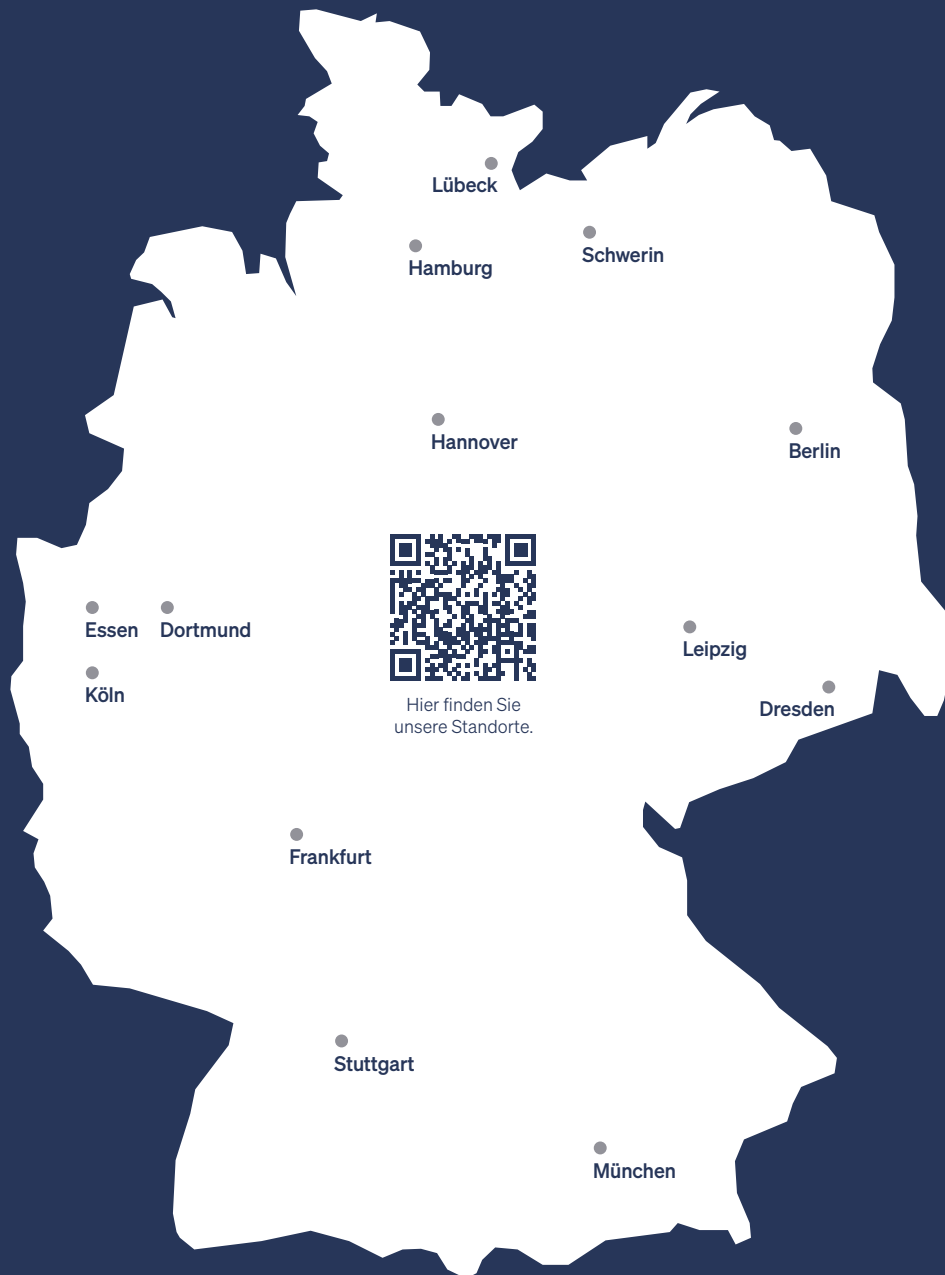 Lübeck
Hamburg
Schwerin
Hannover
Berlin
Essen
Dortmund
Leipzig
Köln
Dresden
Hier finden Sie
unsere Standorte.
Frankfurt
Stuttgart
München